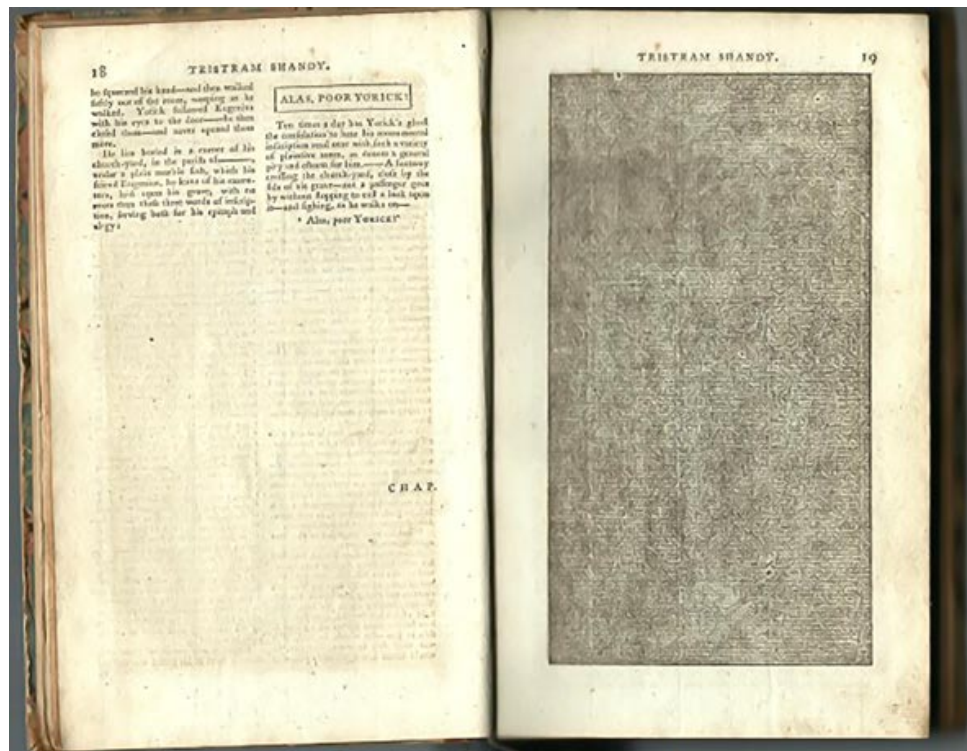 18
TRISTRAM SHANDY.
he squeezed his hand—and then walked
softly out of the room, weeping as he
walked. Yorick followed Eugenius
with his eyes to the door—he then
closed them—and never opened them
more.
He lies buried in a corner of his
church-yard, in the parish of———,
under a plain marble slab, which his
friend Eugenius, by leave of his execu-
tors, laid upon his grave, with no
more than these three words of inscrip-
tion, serving both for his epitaph and
elegy:
ALAS, POOR YORICK!
Ten times a day has Yorick's ghost
the consolation to hear his monumental
inscription read over with such a variety
of plaintive tones, as denote a general
pity and esteem for him.——A footway
crossing the church-yard, close by the
side of his grave—not a passenger goes
by without stopping to cast a look upon
it—and sighing, as he walks on—
Alas, poor YORICK!
CHAP.
TRISTRAM SHANDY.
19